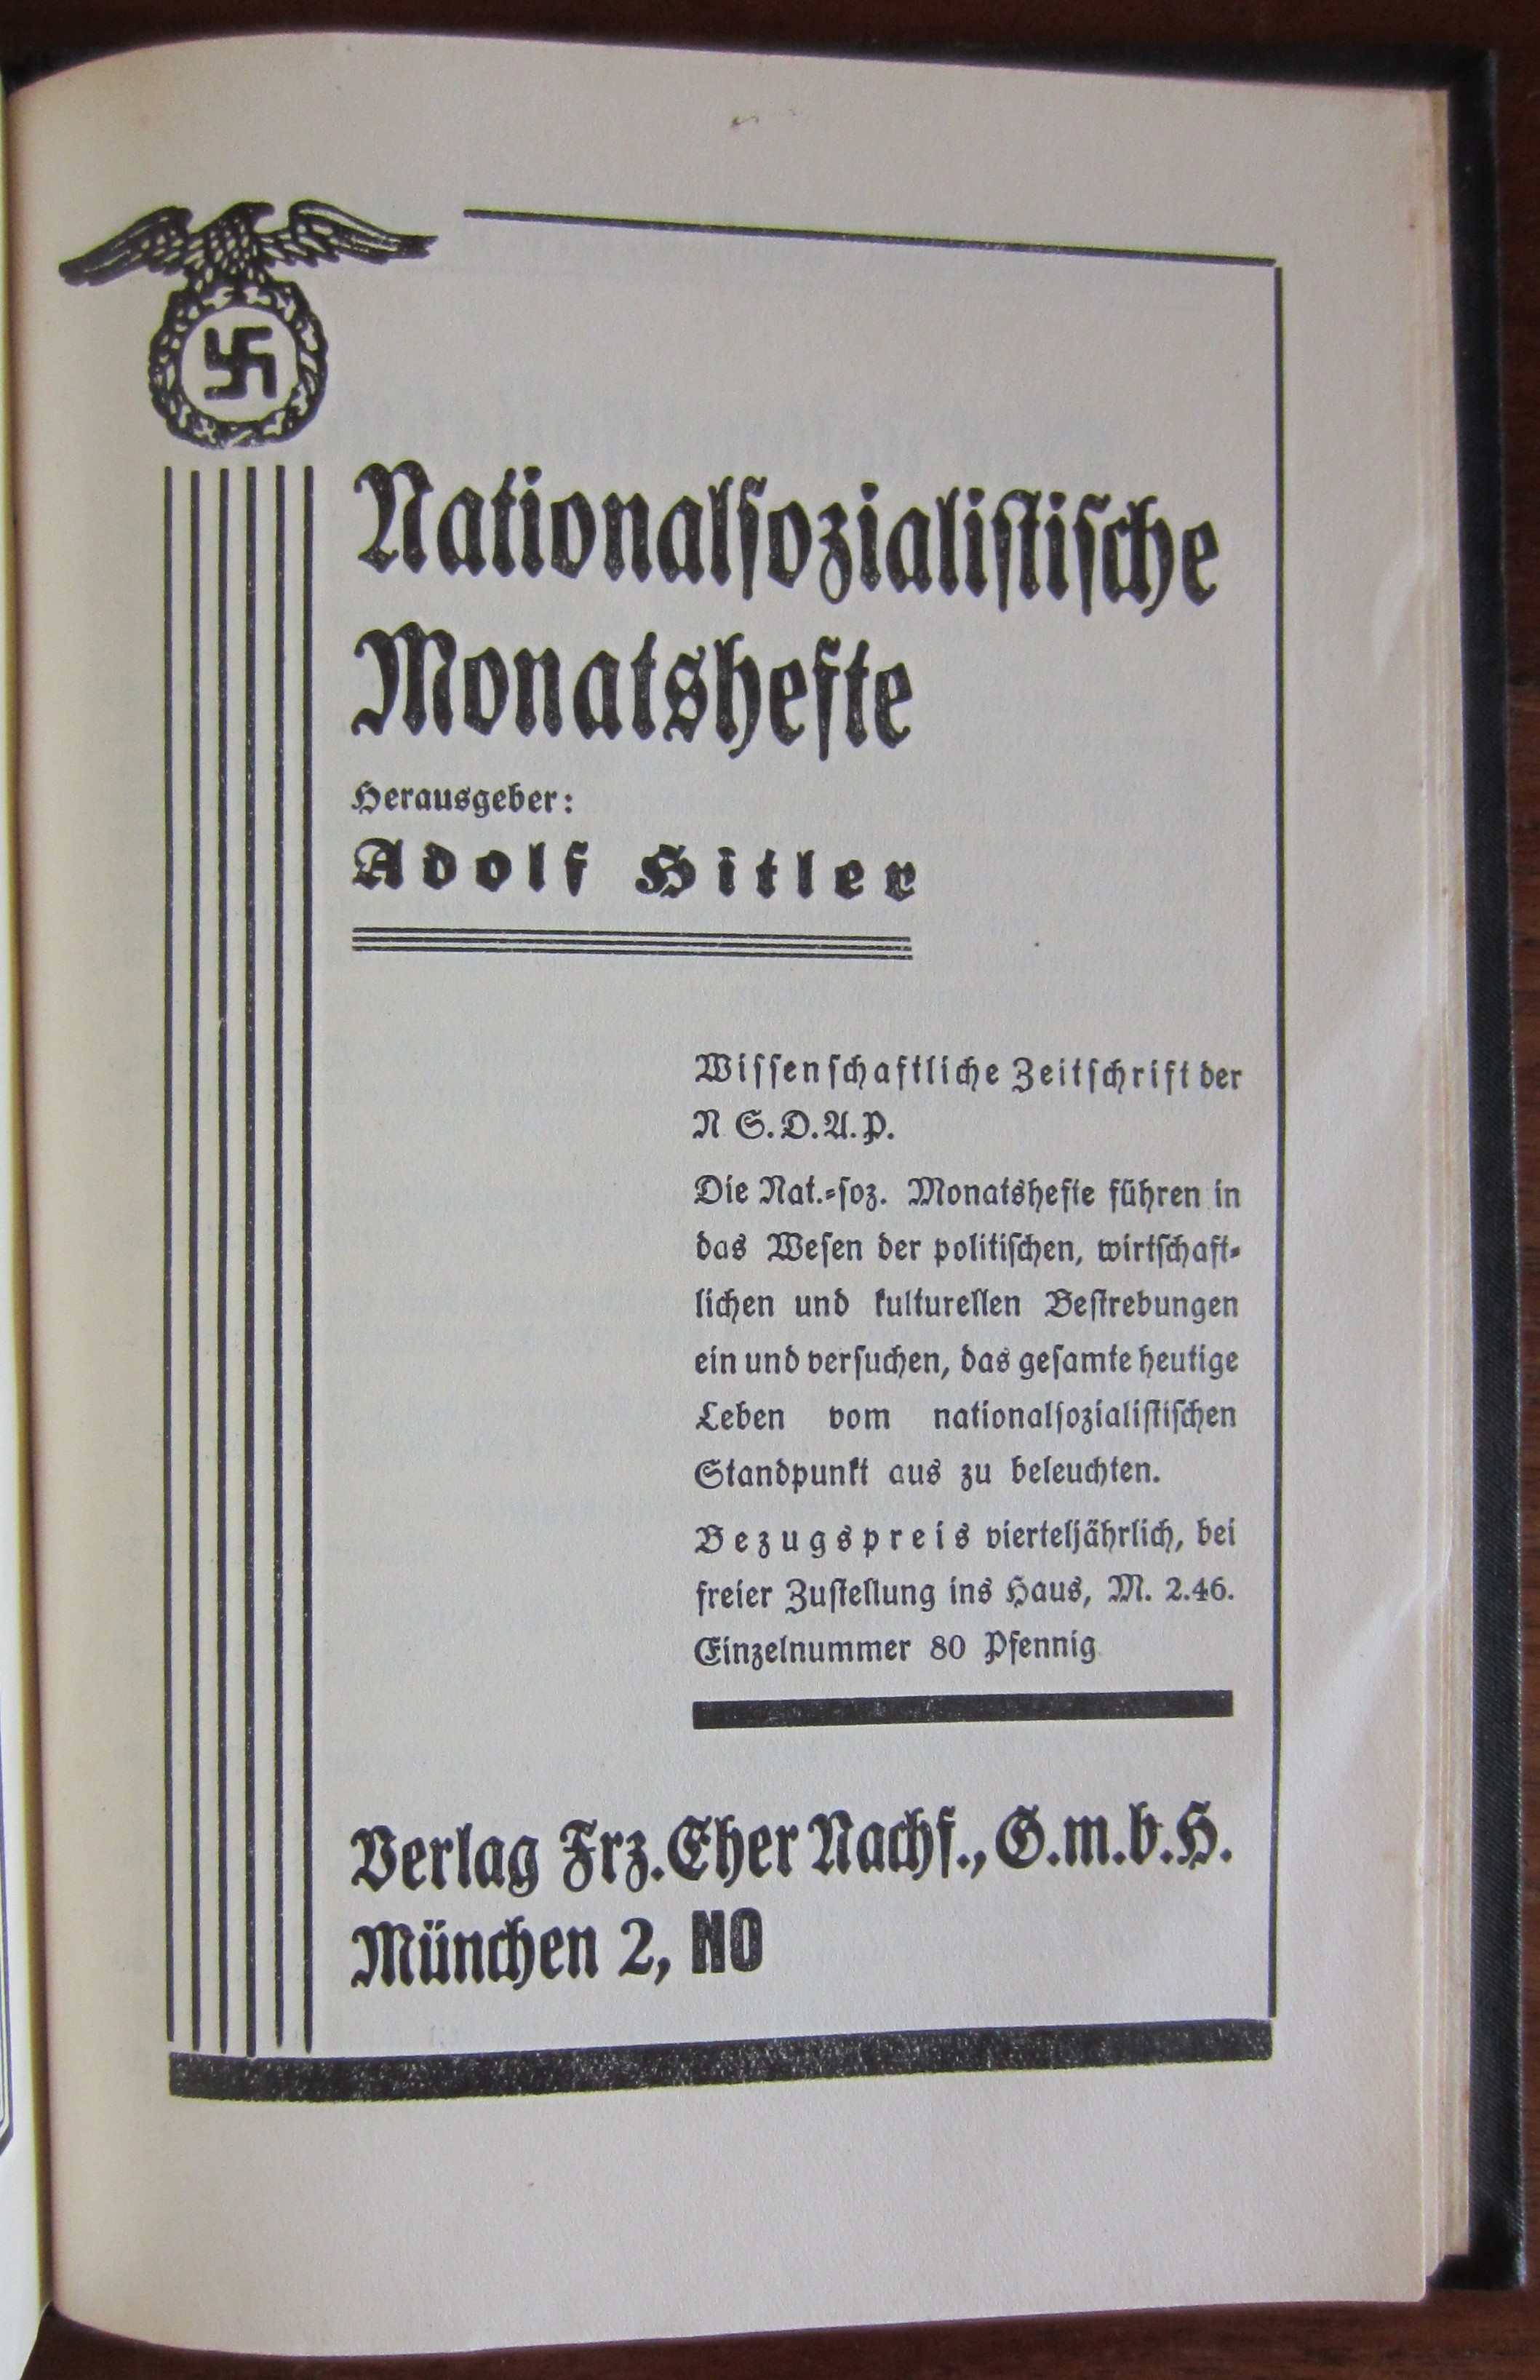 Nationalsozialistische
Monatshefte
Herausgeber:
Adolf Hitler
Wissenschaftliche Zeitschrift der
N S.D.A.P.
Die Nat.-soz. Monatshefte führen in
das Wesen der politischen, wirtschaft-
lichen und kulturellen Bestrebungen
ein und versuchen, das gesamte heutige
Leben vom nationalsozialistischen
Standpunkt aus zu beleuchten.
Bezugspreis vierteljährlich, bei
freier Zustellung ins Haus, M. 2.46.
Einzelnummer 80 Pfennig
Verlag Frz. Eher Nachf., G.m.b.H.
München 2, NO